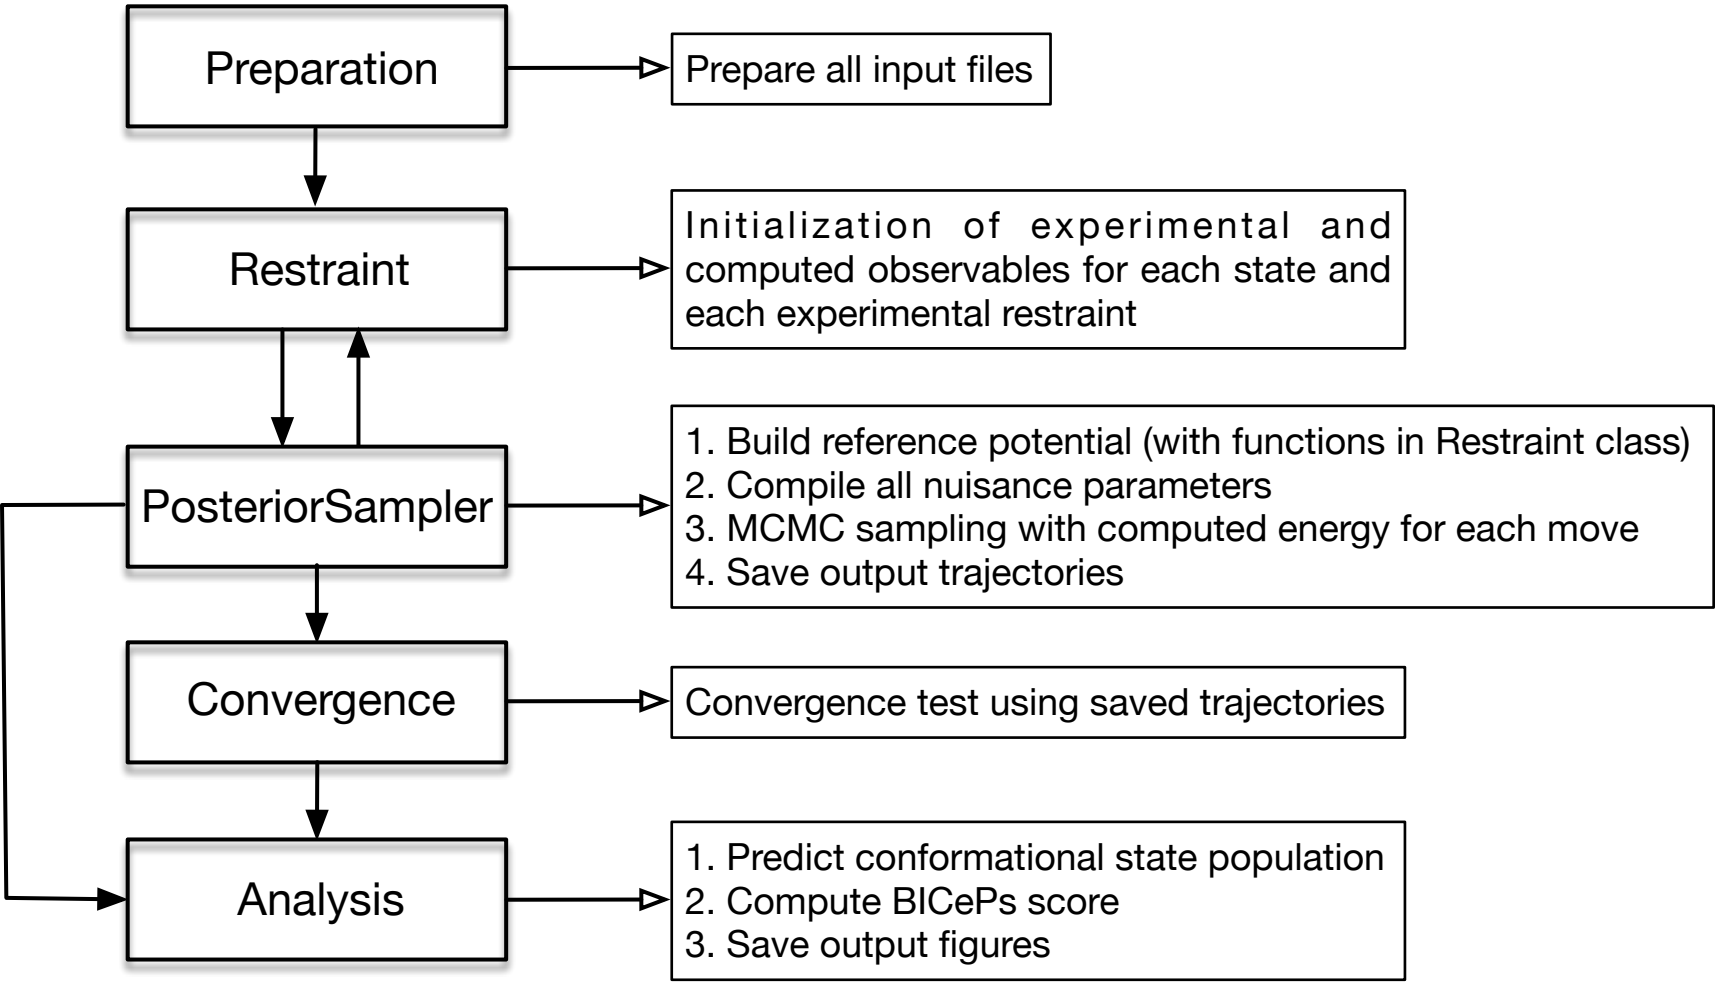 Preparation
Prepare all input files
Restraint
Initialization of experimental and
computed observables for each state and
each experimental restraint
PosteriorSampler
1. Build reference potential (with functions in Restraint class)
2. Compile all nuisance parameters
3. MCMC sampling with computed energy for each move
4. Save output trajectories
Convergence
Convergence test using saved trajectories
Analysis
1. Predict conformational state population
2. Compute BICePs score
3. Save output figures